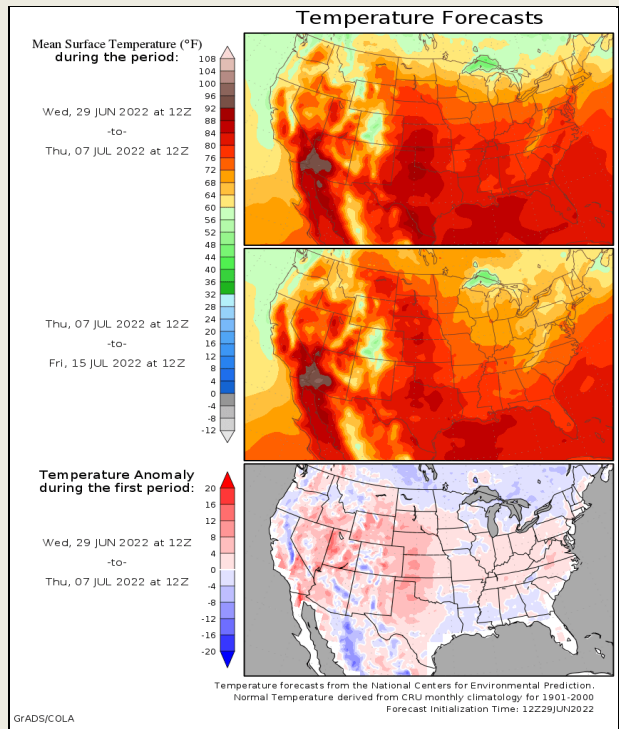 Temperature Forecasts
Mean Surface Temperature (°F)
during the period:
108
104
100
96
92
88
84
80
76
72
68
64
60
56
52
48
44
40
36
32
28
24
20
16
12
8
4
0
-4
-8
-12
Wed, 29 JUN 2022 at 12Z
-to-
Thu, 07 JUL 2022 at 12Z
Thu, 07 JUL 2022 at 12Z
-to-
Fri, 15 JUL 2022 at 12Z
Temperature Anomaly
during the first period:
20
16
12
8
4
0
-4
-8
-12
-16
-20
Wed, 29 JUN 2022 at 12Z
-to-
Thu, 07 JUL 2022 at 12Z
Temperature forecasts from the National Centers for Environmental Prediction.
Normal Temperature derived from CRU monthly climatology for 1901-2000
Forecast Initialization Time: 12Z29JUN2022
GrADS/COLA